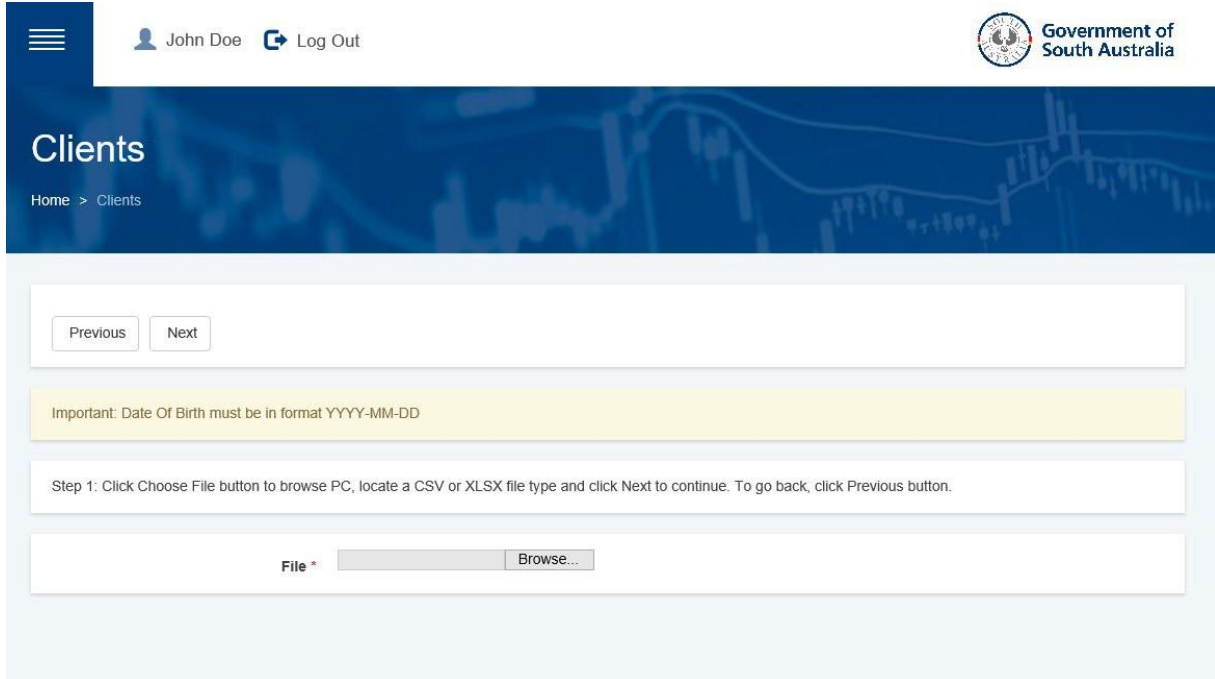 John Doe Log Out
SOUTH
AUSTRALIA
Government of
South Australia
Clients
Home > Clients
Previous Next
Important: Date Of Birth must be in format YYYY-MM-DD
Step 1: Click Choose File button to browse PC, locate a CSV or XLSX file type and click Next to continue. To go back, click Previous button.
File * Browse...